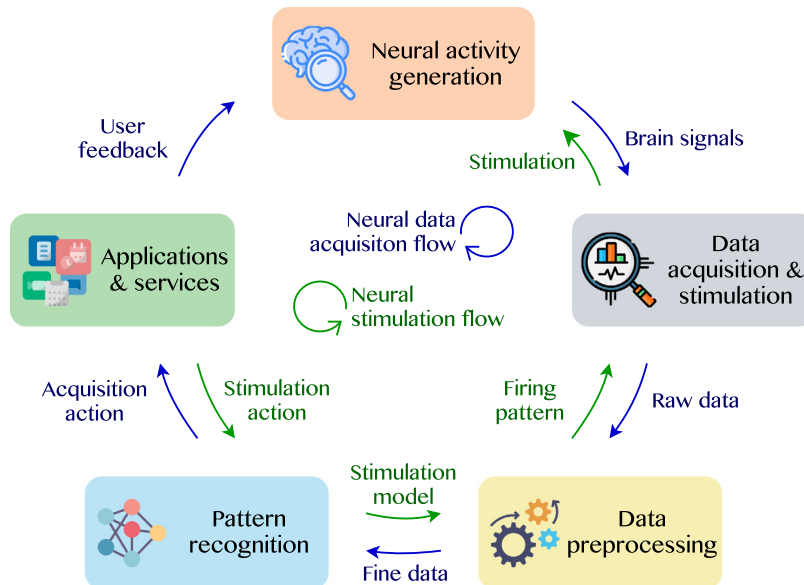 Neural activity
generation
User
feedback
Brain signals
Stimulation
Applications
& services
Neural data
acquisiton flow
Neural
stimulation flow
Data
acquisition &
stimulation
Acquisition
action
Stimulation
action
Firing
pattern
Raw data
Pattern
recognition
Stimulation
model
Fine data
Data
preprocessing